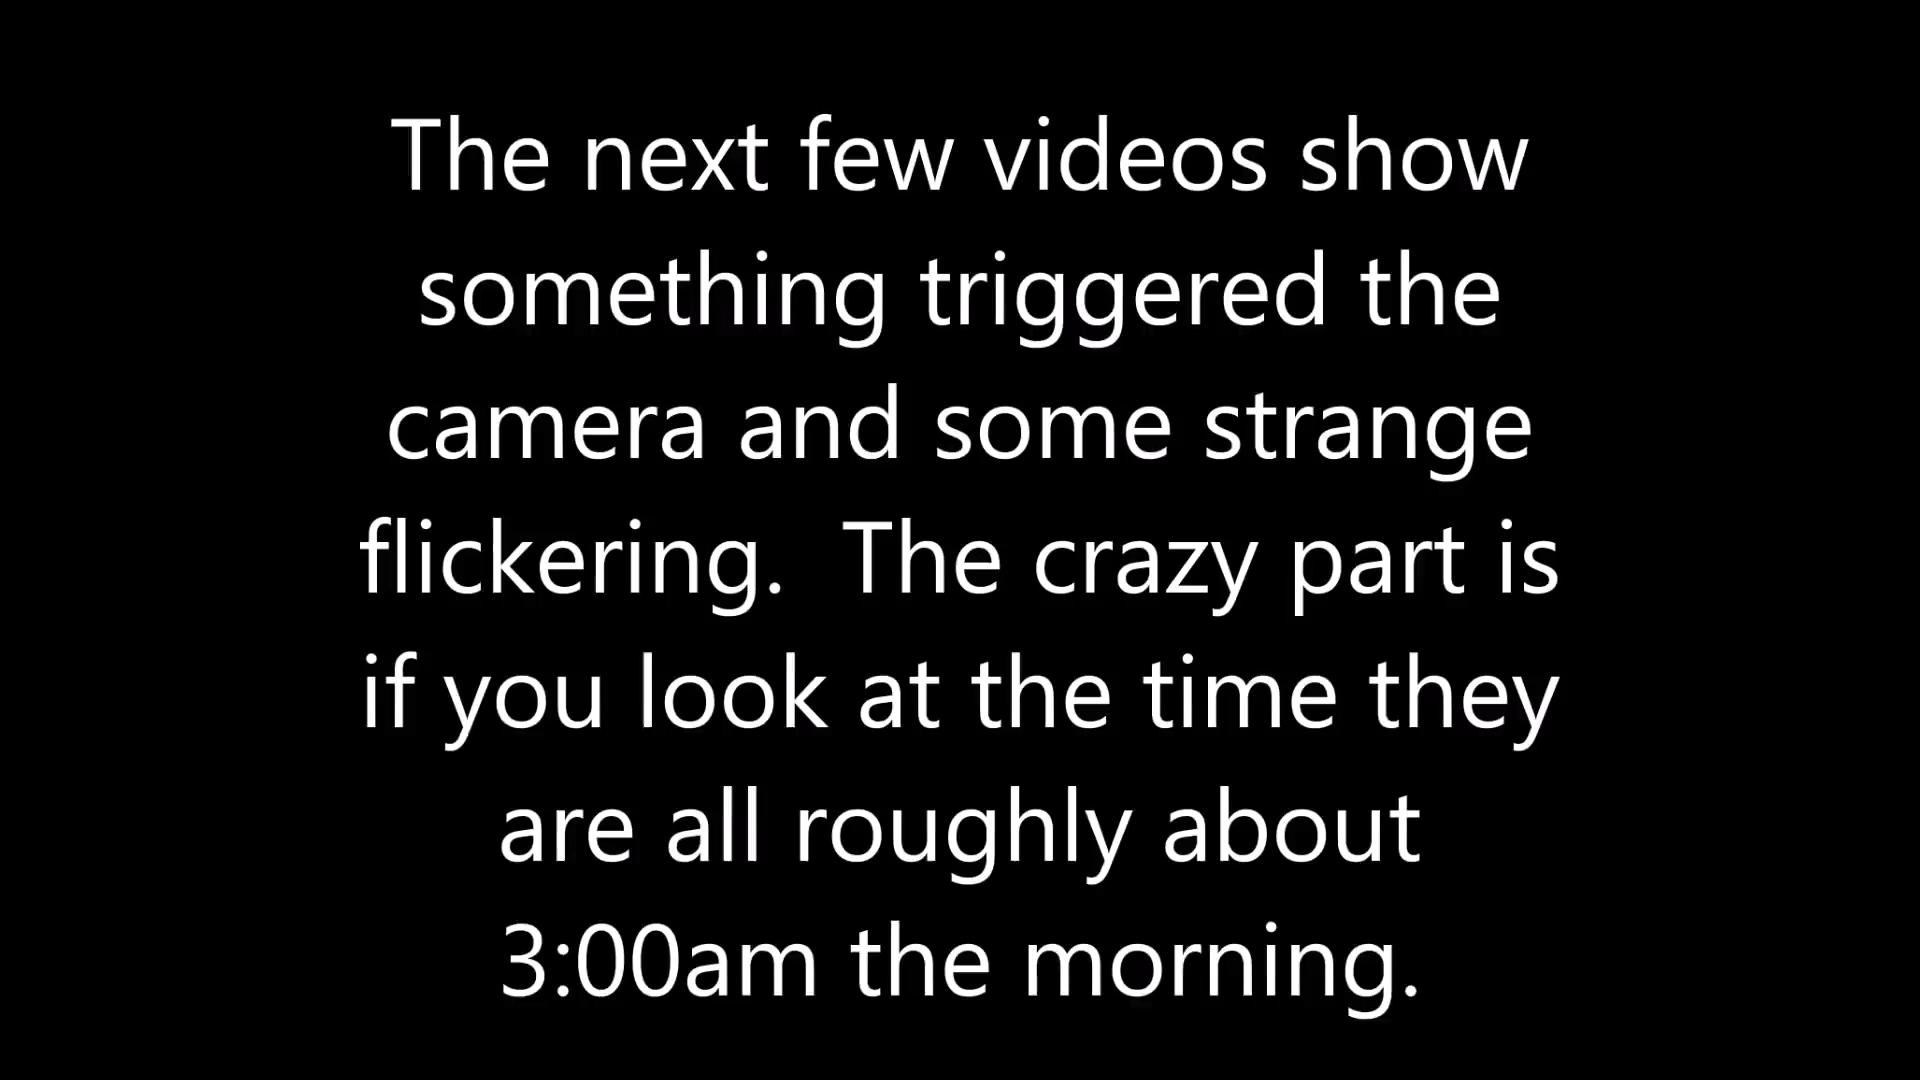 The next few videos show
something triggered the
camera and some strange
flickering.  The crazy part is
if you look at the time they
are all roughly about
3:00am the morning.